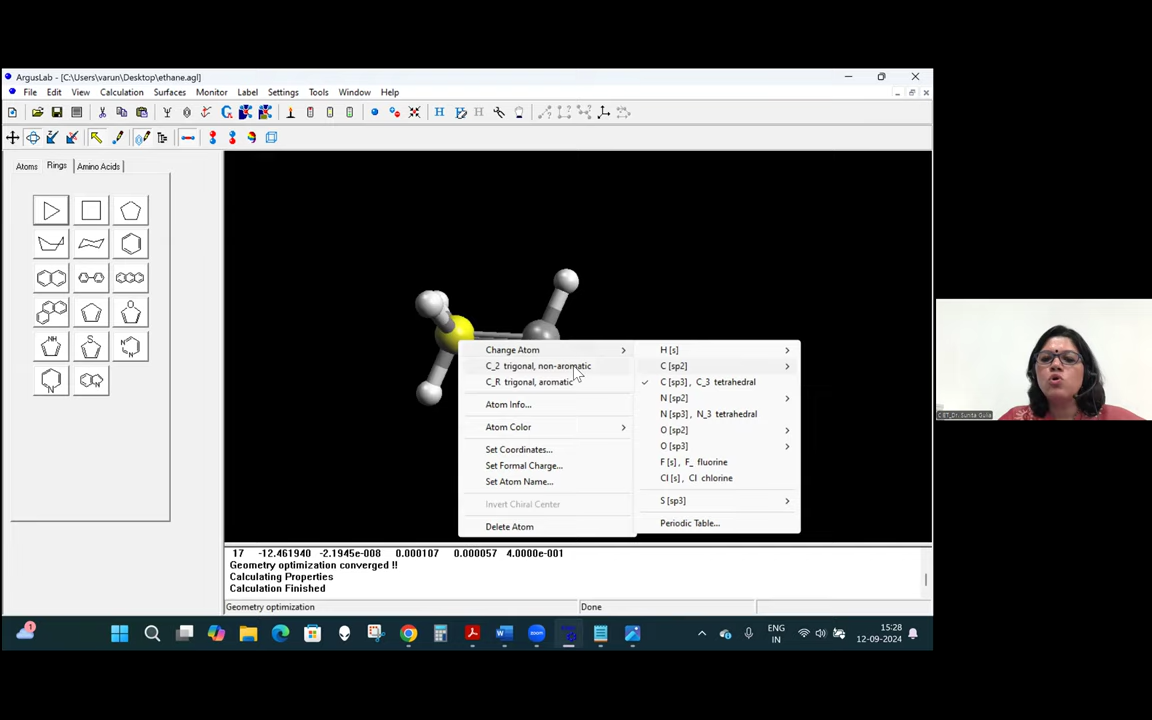 ArgusLab - [C:\Users\varun\Desktop\ethane.agl]
File Edit View Calculation Surfaces Monitor Label Settings Tools Window Help
Atoms Rings Amino Acids
O
NH
S
N
N
N
N
Change Atom
C_2 trigonal, non-aromatic
C_R trigonal, aromatic
Atom Info...
Atom Color
Set Coordinates...
Set Formal Charge...
Set Atom Name...
Invert Chiral Center
Delete Atom
H [s]
C [sp2]
C [sp3] , C_3 tetrahedral
N [sp2]
N [sp3] , N_3 tetrahedral
O [sp2]
O [sp3]
F [s] , F_ fluorine
Cl [s] , Cl chlorine
S [sp3]
Periodic Table...
17 -12.461940 -2.1945e-008 0.000107 0.000057 4.0000e-001
Geometry optimization converged !!
Calculating Properties
Calculation Finished
Geometry optimization Done
ENG
IN
15:28
12-09-2024